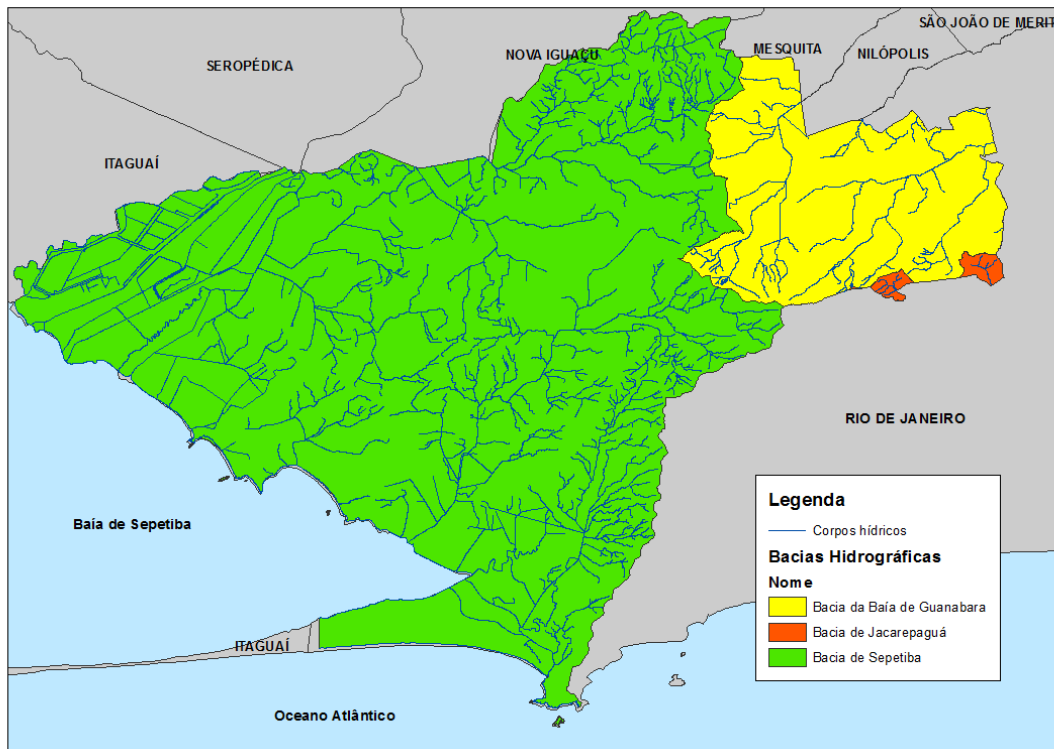 SÃO JOÃO DE MERIT
MESQUITA
NOVA IGUAÇU
NILÓPOLIS
SEROPÉDICA
ITAGUAÍ
RIO DE JANEIRO
Baía de Sepetiba
ITAGUAÍ
Oceano Atlântico
Legenda
Corpos hídricos
Bacias Hidrográficas
Nome
Bacia da Baía de Guanabara
Bacia de Jacarepaguá
Bacia de Sepetiba